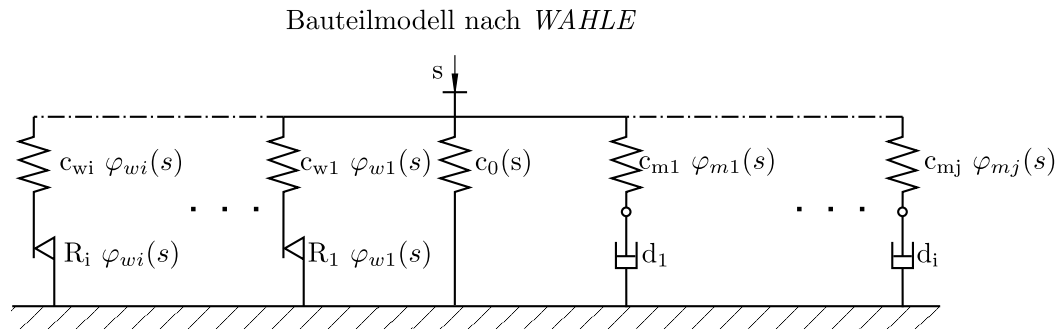 Bauteilmodell nach WAHLE
s
c_wi φ_wi(s) c_w1 φ_w1(s) c_0(s) c_m1 φ_m1(s) c_mj φ_mj(s)
R_i φ_wi(s) R_1 φ_w1(s) d_1 d_i